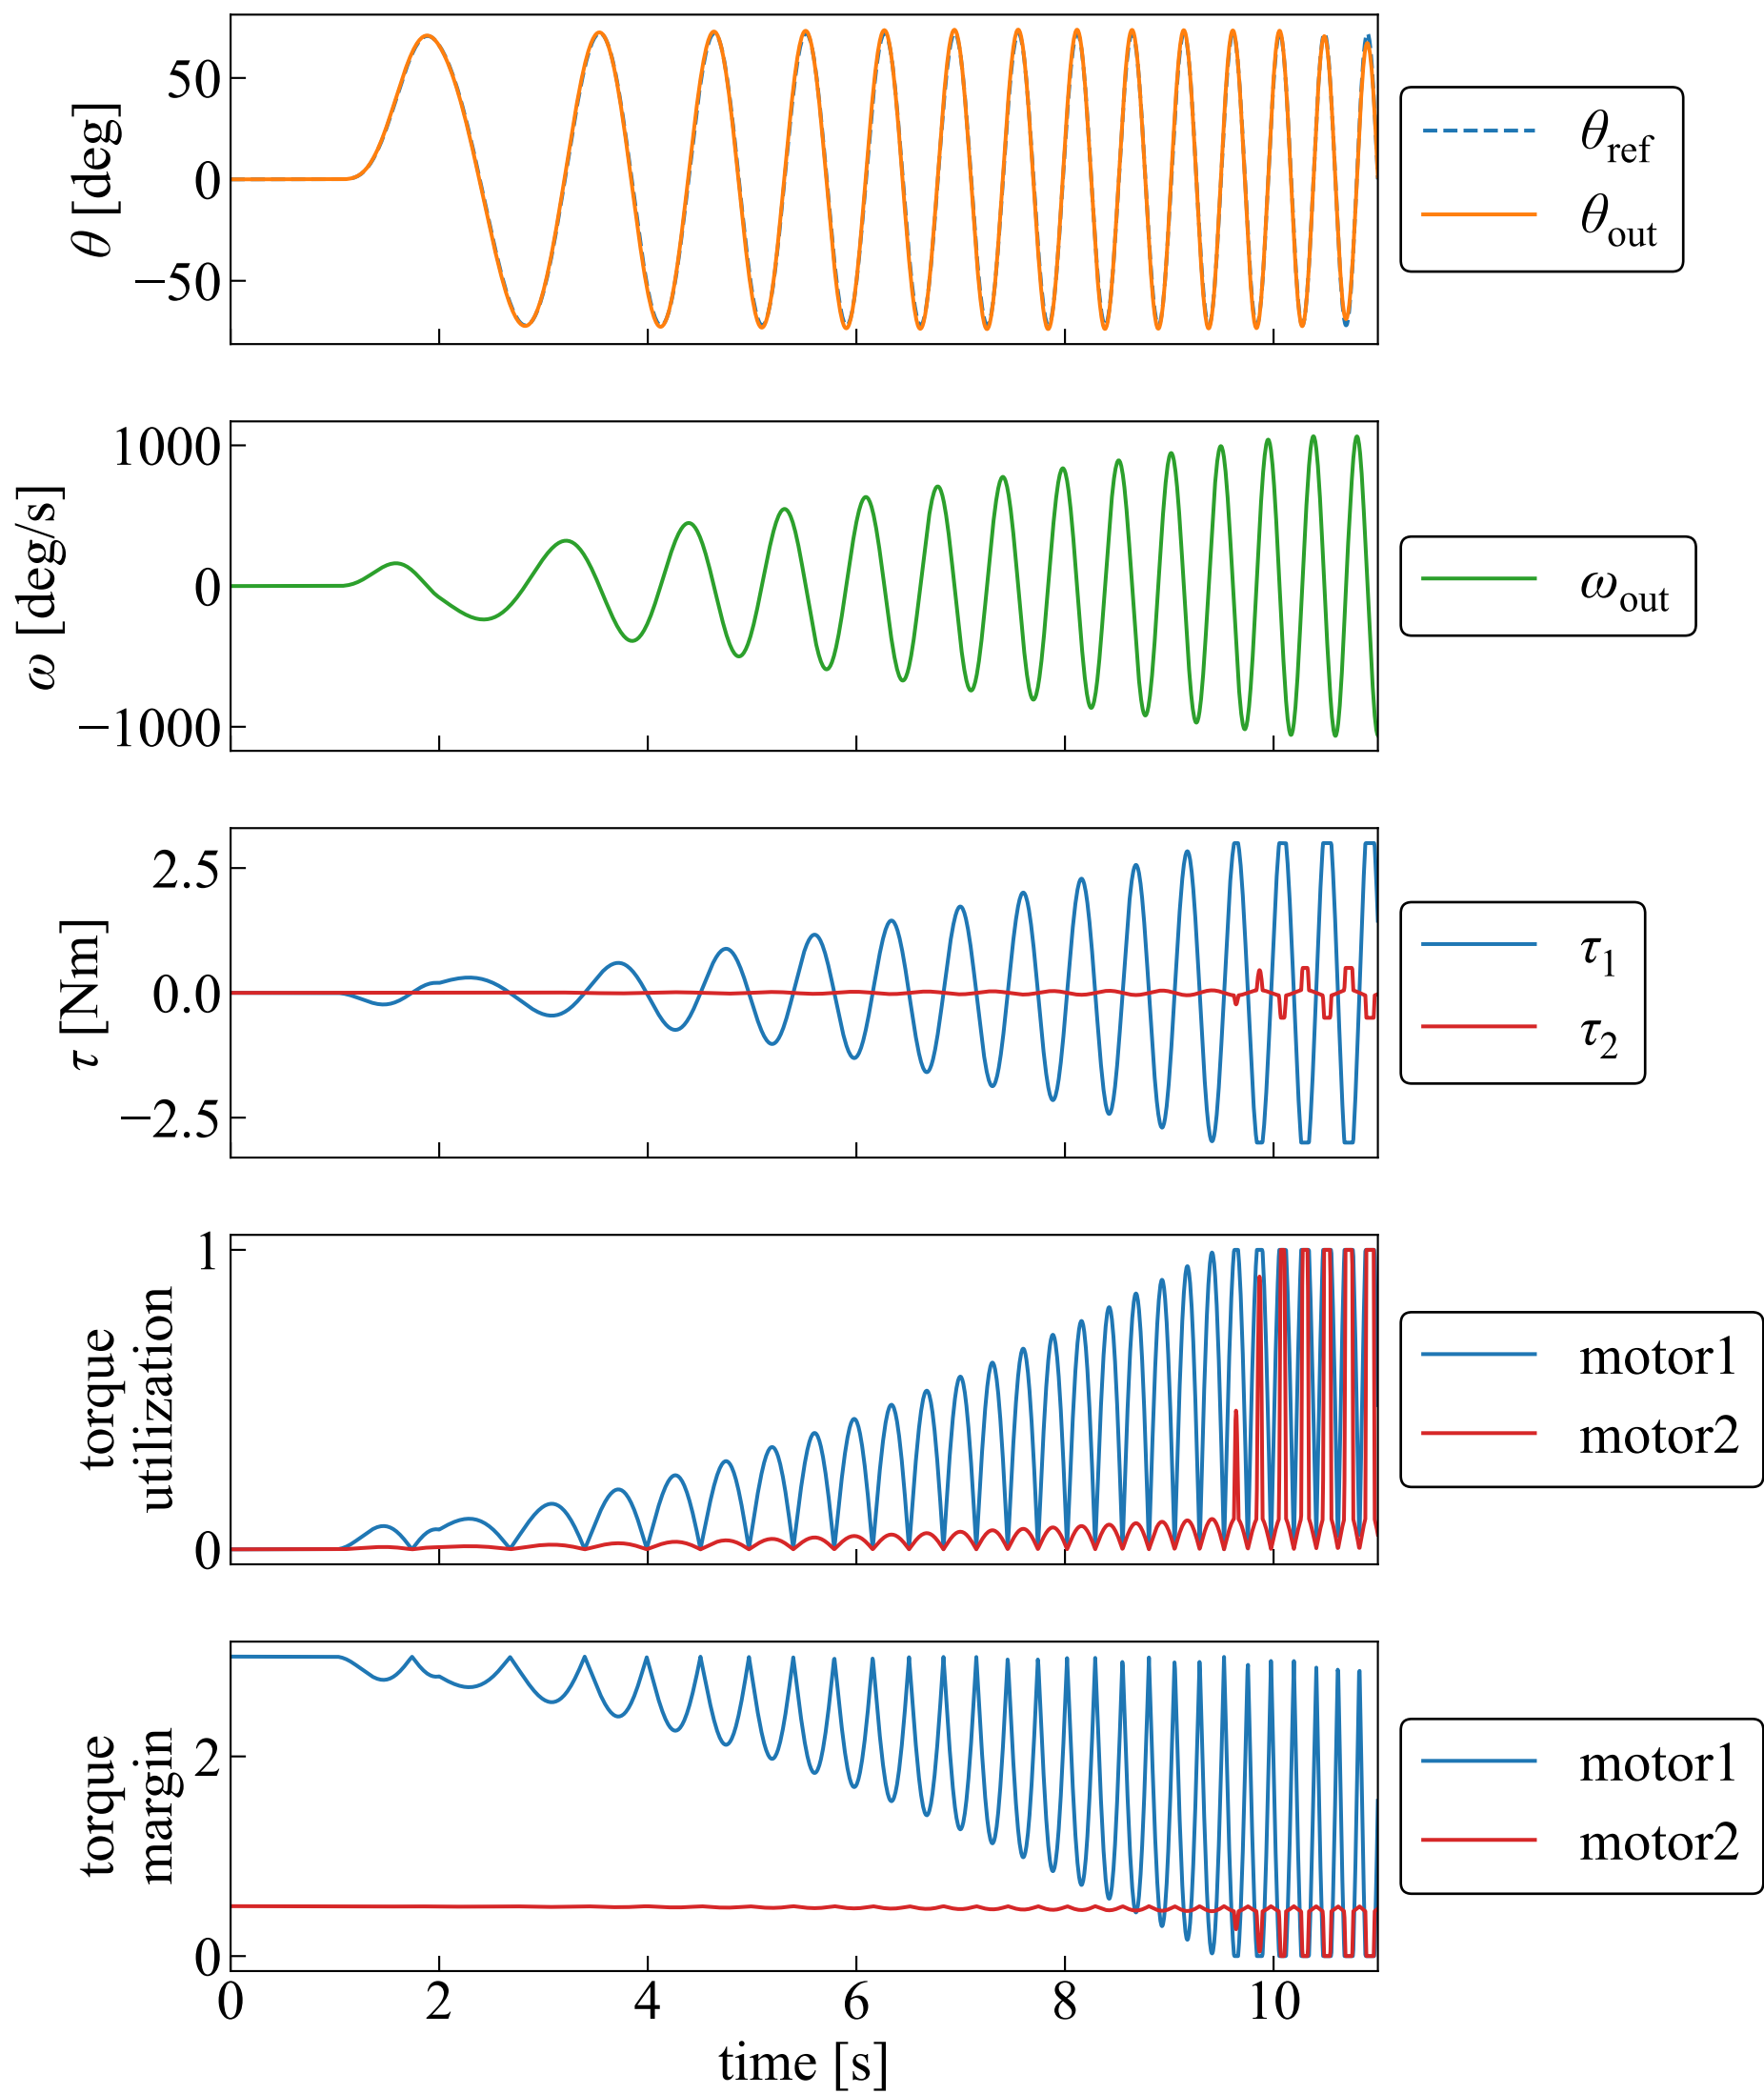 θ [deg]
50
0
−50
θref
θout
ω [deg/s]
1000
0
−1000
ωout
τ [Nm]
2.5
0.0
−2.5
τ1
τ2
torque
utilization
1
0
motor1
motor2
torque
margin
2
0
motor1
motor2
0 2 4 6 8 10
time [s]